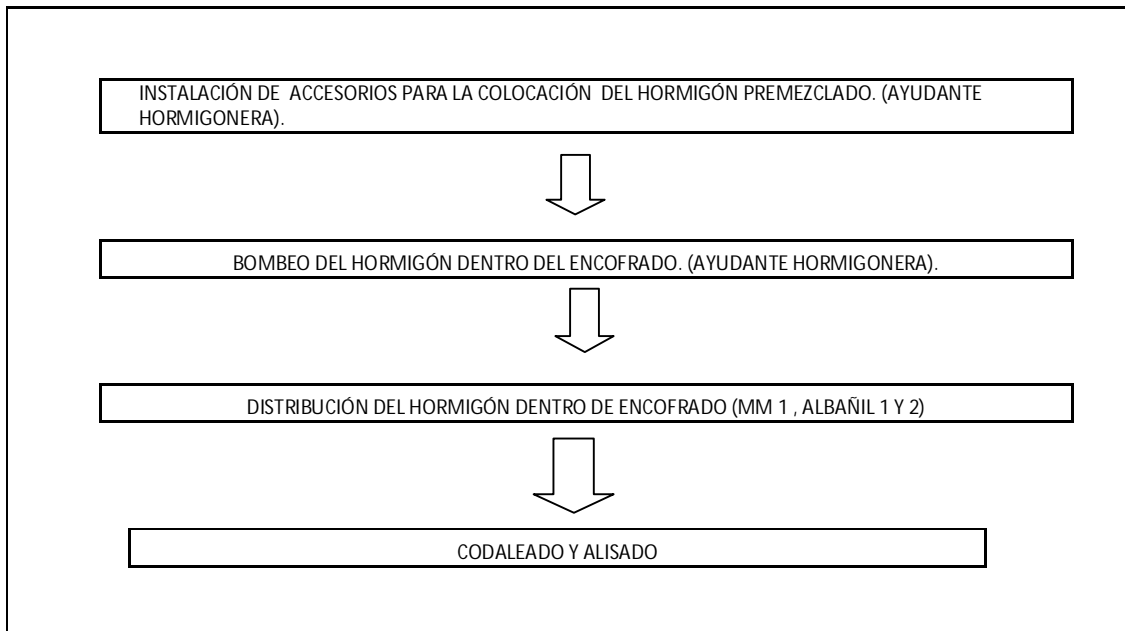 INSTALACIÓN DE ACCESORIOS PARA LA COLOCACIÓN DEL HORMIGÓN PREMEZCLADO. (AYUDANTE
HORMIGONERA).
BOMBEO DEL HORMIGÓN DENTRO DEL ENCOFRADO. (AYUDANTE HORMIGONERA).
DISTRIBUCIÓN DEL HORMIGÓN DENTRO DE ENCOFRADO (MM 1 , ALBAÑIL 1 Y 2)
CODALEADO Y ALISADO